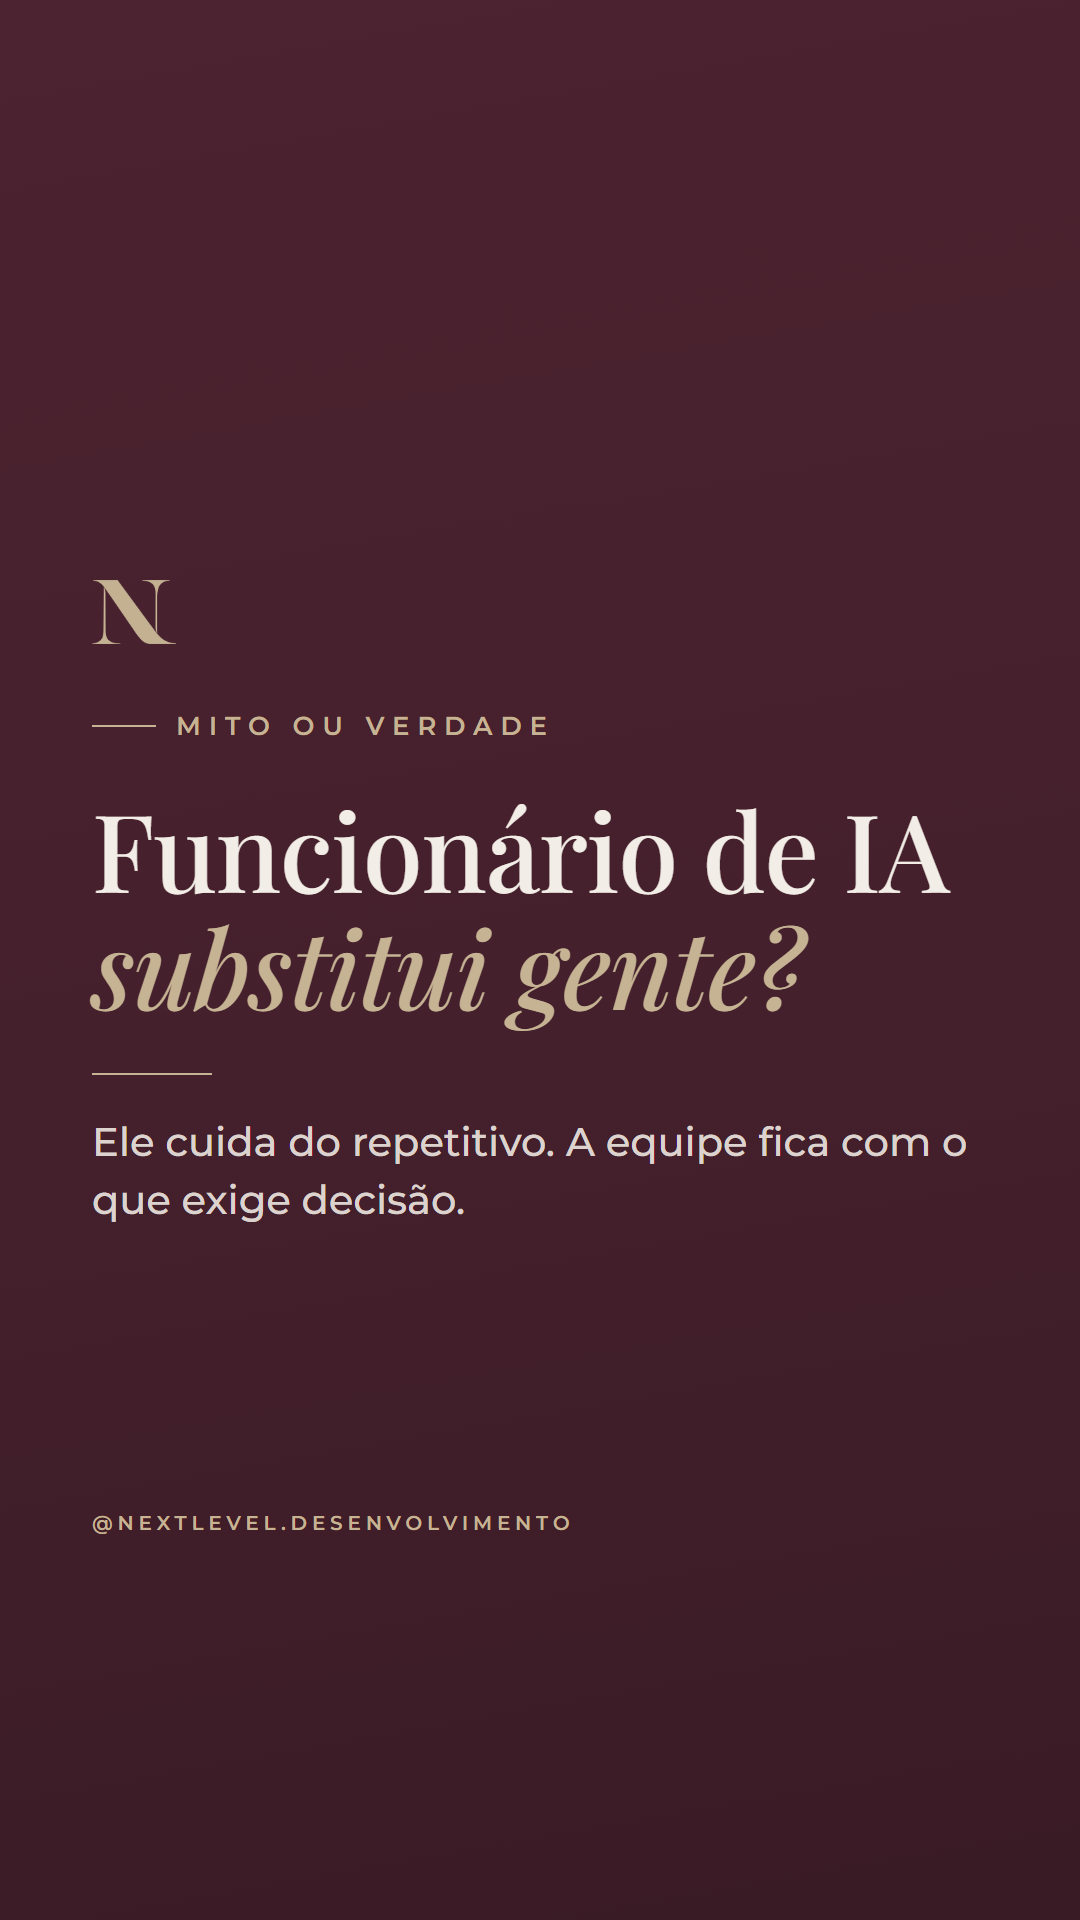 N
MITO OU VERDADE
Funcionário de IA
substitui gente?
Ele cuida do repetitivo. A equipe fica com o
que exige decisão.
@NEXTLEVEL.DESENVOLVIMENTO